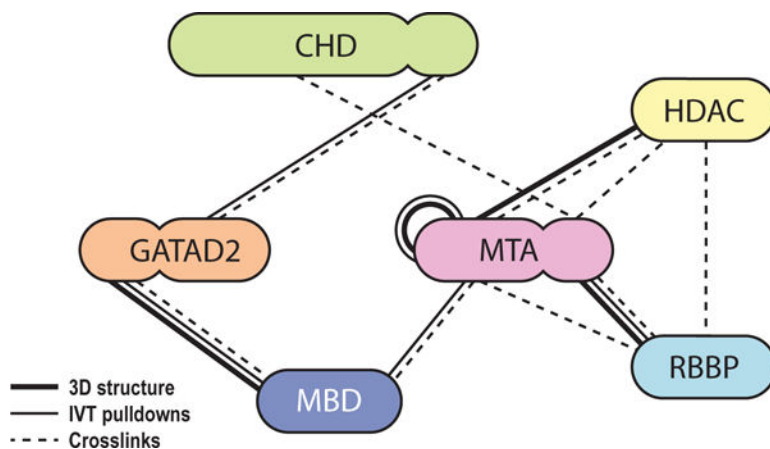 CHD
HDAC
GATAD2
MTA
RBBP
MBD
3D structure
IVT pulldowns
Crosslinks